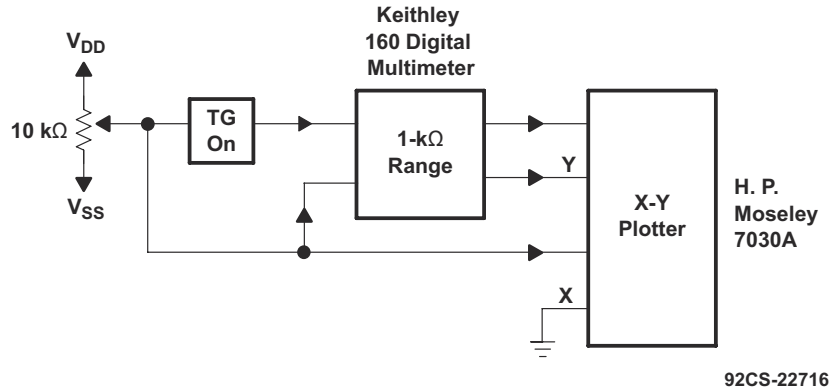 Keithley
160 Digital
Multimeter
VDD
10 kΩ
VSS
TG
On
1-kΩ
Range
Y
X
X-Y
Plotter
H. P.
Moseley
7030A
92CS-22716